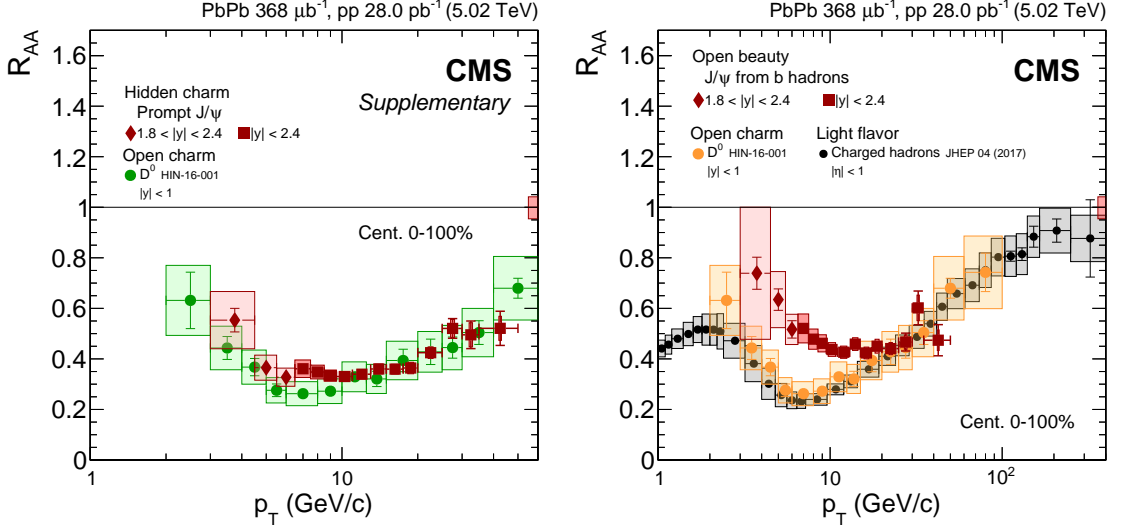 PbPb 368 μb⁻¹, pp 28.0 pb⁻¹ (5.02 TeV)
R_AA
1.6
1.4
1.2
1
0.8
0.6
0.4
0.2
0
CMS
Supplementary
Hidden charm
Prompt J/ψ
1.8 < |y| < 2.4
|y| < 2.4
Open charm
D⁰ HIN-16-001
|y| < 1
Cent. 0-100%
1
10
p_T (GeV/c)
PbPb 368 μb⁻¹, pp 28.0 pb⁻¹ (5.02 TeV)
R_AA
1.6
1.4
1.2
1
0.8
0.6
0.4
0.2
0
CMS
Open beauty
J/ψ from b hadrons
1.8 < |y| < 2.4
|y| < 2.4
Open charm
D⁰ HIN-16-001
|y| < 1
Light flavor
Charged hadrons JHEP 04 (2017)
|η| < 1
Cent. 0-100%
1
10
10²
p_T (GeV/c)